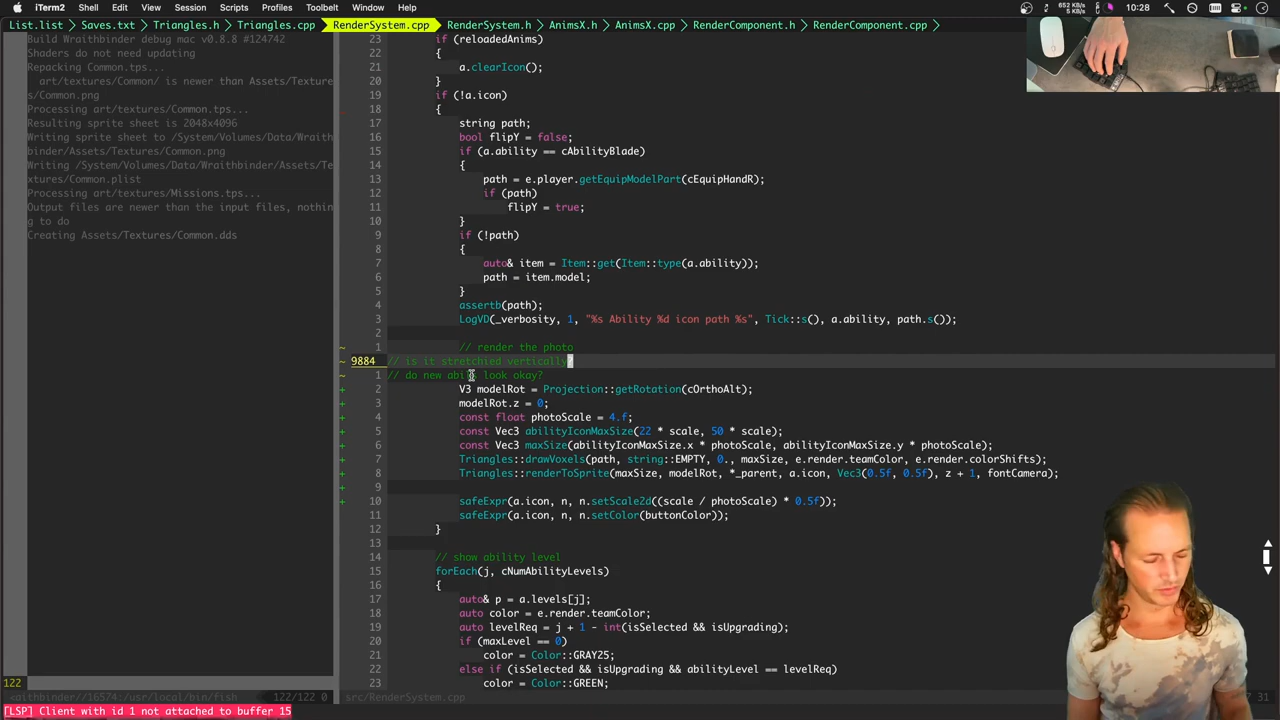 iTerm2 Shell Edit View Session Scripts Profiles Toolbelt Window Help
652 KB/s 5 KB/s 10:28
List.list > Saves.txt > Triangles.h > Triangles.cpp RenderSystem.cpp RenderSystem.h > AnimsX.h > AnimsX.cpp > RenderComponent.h > RenderComponent.cpp >
Build Wraithbinder debug mac v0.8.8 #124742
Shaders do not need updating
Repacking Common.tps...
art/textures/Common/ is newer than Assets/Texture
s/Common.png
Processing art/textures/Common.tps...
Resulting sprite sheet is 2048x4096
Writing sprite sheet to /System/Volumes/Data/Wraith
binder/Assets/Textures/Common.png
Writing /System/Volumes/Data/Wraithbinder/Assets/Te
xtures/Common.plist
Processing art/textures/Missions.tps...
Output files are newer than the input files, nothin
g to do
Creating Assets/Textures/Common.dds
23 if (reloadedAnims)
22 {
21 a.clearIcon();
20 }
19 if (!a.icon)
18 {
17 string path;
16 bool flipY = false;
15 if (a.ability == cAbilityBlade)
14 {
13 path = e.player.getEquipModelPart(cEquipHandR);
12 if (path)
11 flipY = true;
10 }
9 if (!path)
8 {
7 auto& item = Item::get(Item::type(a.ability));
6 path = item.model;
5 }
4 assertb(path);
3 LogVD(_verbosity, 1, "%s Ability %d icon path %s", Tick::s(), a.ability, path.s());
2
~ 1 // render the photo
~ 9884 // is it stretchied vertically?
~ 1 // do new abil look okay?
+ 2 V3 modelRot = Projection::getRotation(cOrthoAlt);
+ 3 modelRot.z = 0;
+ 4 const float photoScale = 4.f;
+ 5 const Vec3 abilityIconMaxSize(22 * scale, 50 * scale);
+ 6 const Vec3 maxSize(abilityIconMaxSize.x * photoScale, abilityIconMaxSize.y * photoScale);
+ 7 Triangles::drawVoxels(path, string::EMPTY, 0., maxSize, e.render.teamColor, e.render.colorShifts);
+ 8 Triangles::renderToSprite(maxSize, modelRot, *_parent, a.icon, Vec3(0.5f, 0.5f), z + 1, fontCamera);
+ 9
+ 10 safeExpr(a.icon, n, n.setScale2d((scale / photoScale) * 0.5f));
11 safeExpr(a.icon, n, n.setColor(buttonColor));
12 }
13
14 // show ability level
15 forEach(j, cNumAbilityLevels)
16 {
17 auto& p = a.levels[j];
18 auto color = e.render.teamColor;
19 auto levelReq = j + 1 - int(isSelected && isUpgrading);
20 if (maxLevel == 0)
21 color = Color::GRAY25;
22 else if (isSelected && isUpgrading && abilityLevel == levelReq)
23 color = Color::GREEN;
122
<aithbinder//16574:/usr/local/bin/fish 122/122 0 src/RenderSystem.cpp 31
[LSP] Client with id 1 not attached to buffer 15